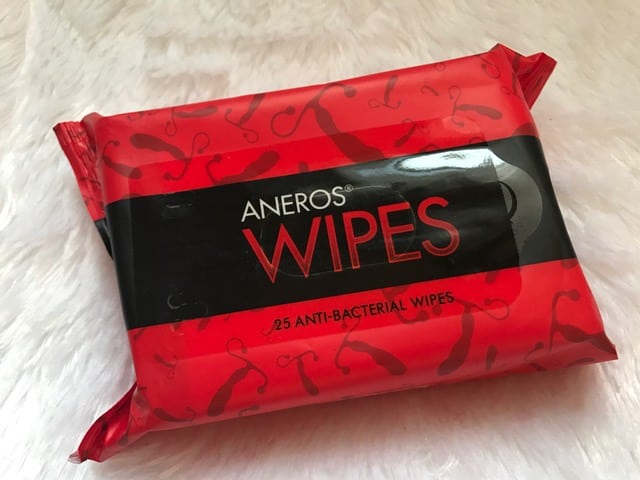 ANEROS®
WIPES
25 ANTI-BACTERIAL WIPES